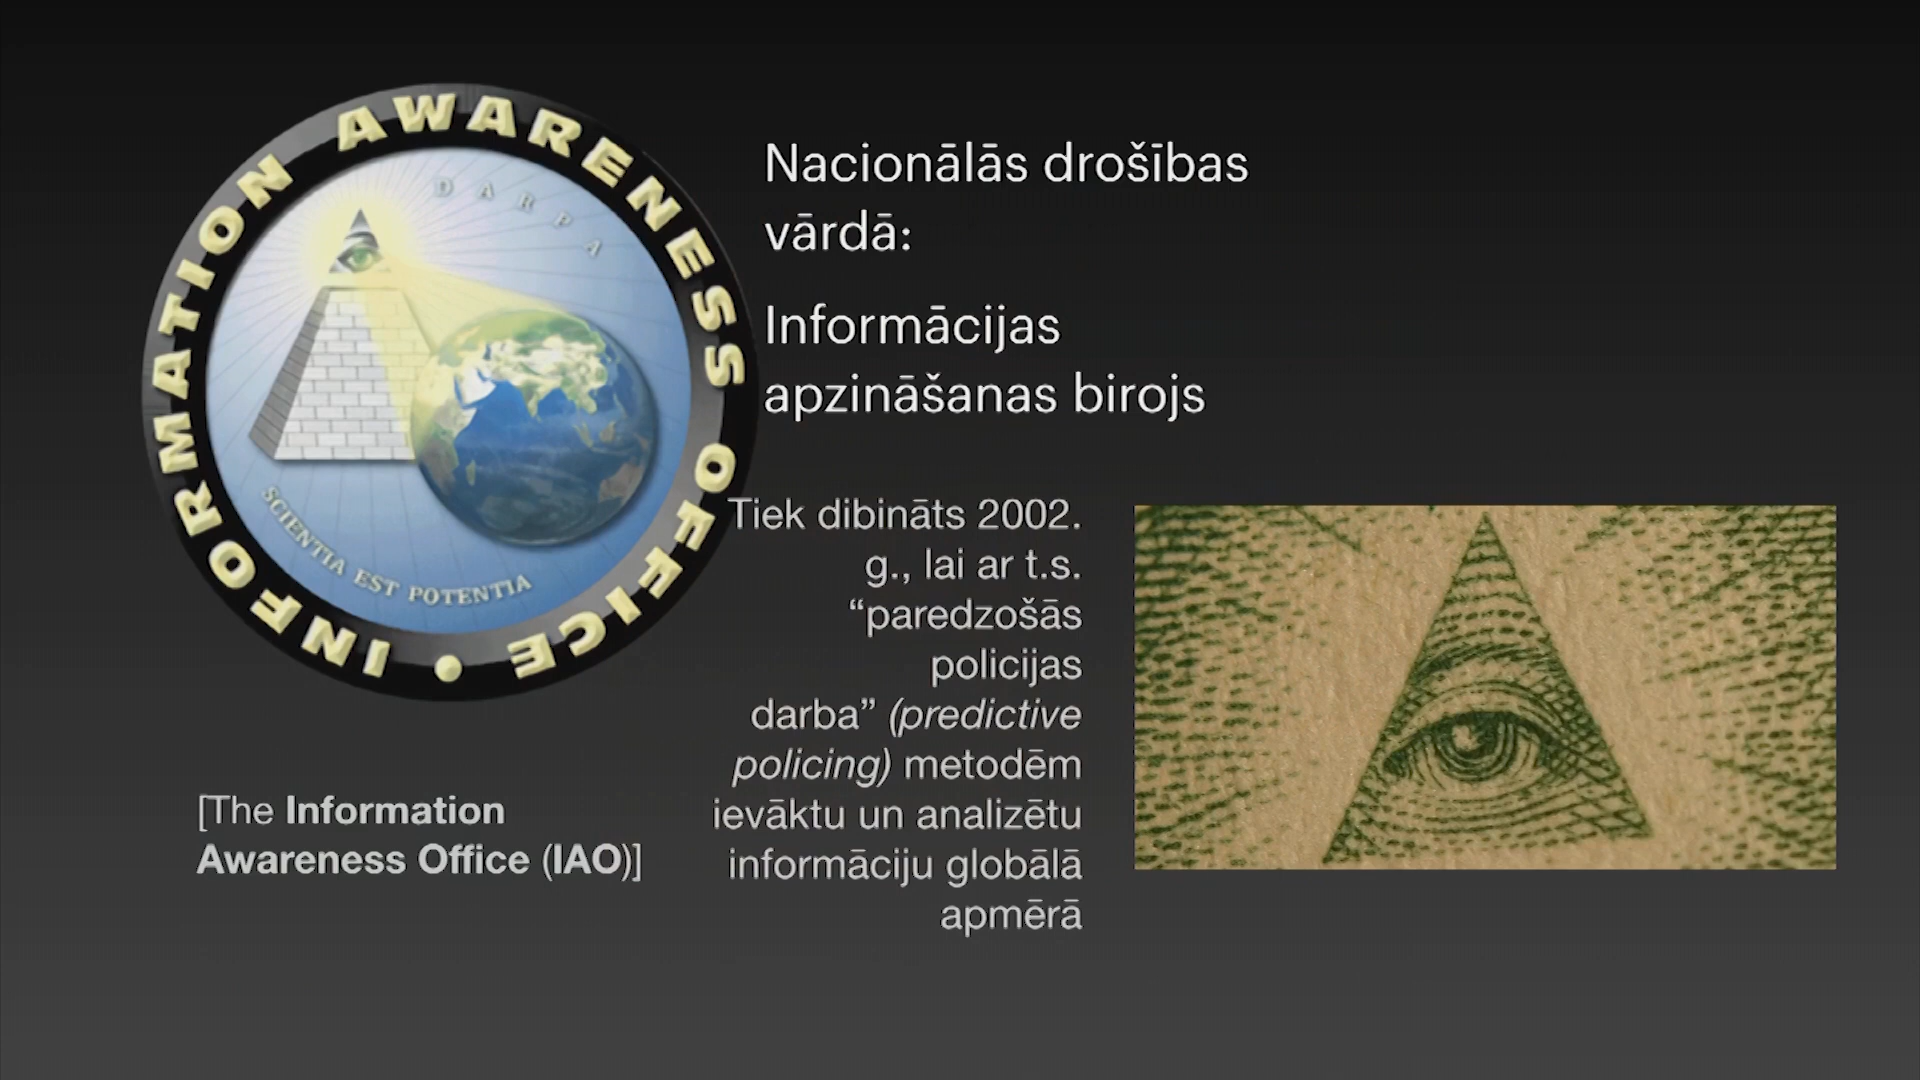 INFORMATION AWARENESS OFFICE
DARPA
SCIENTIA EST POTENTIA
Nacionālās drošības
vārdā:
Informācijas
apzināšanas birojs
Tiek dibināts 2002.
g., lai ar t.s.
“paredzošās
policijas
darba” (predictive
policing) metodēm
ievāktu un analizētu
informāciju globālā
apmērā
[The Information
Awareness Office (IAO)]